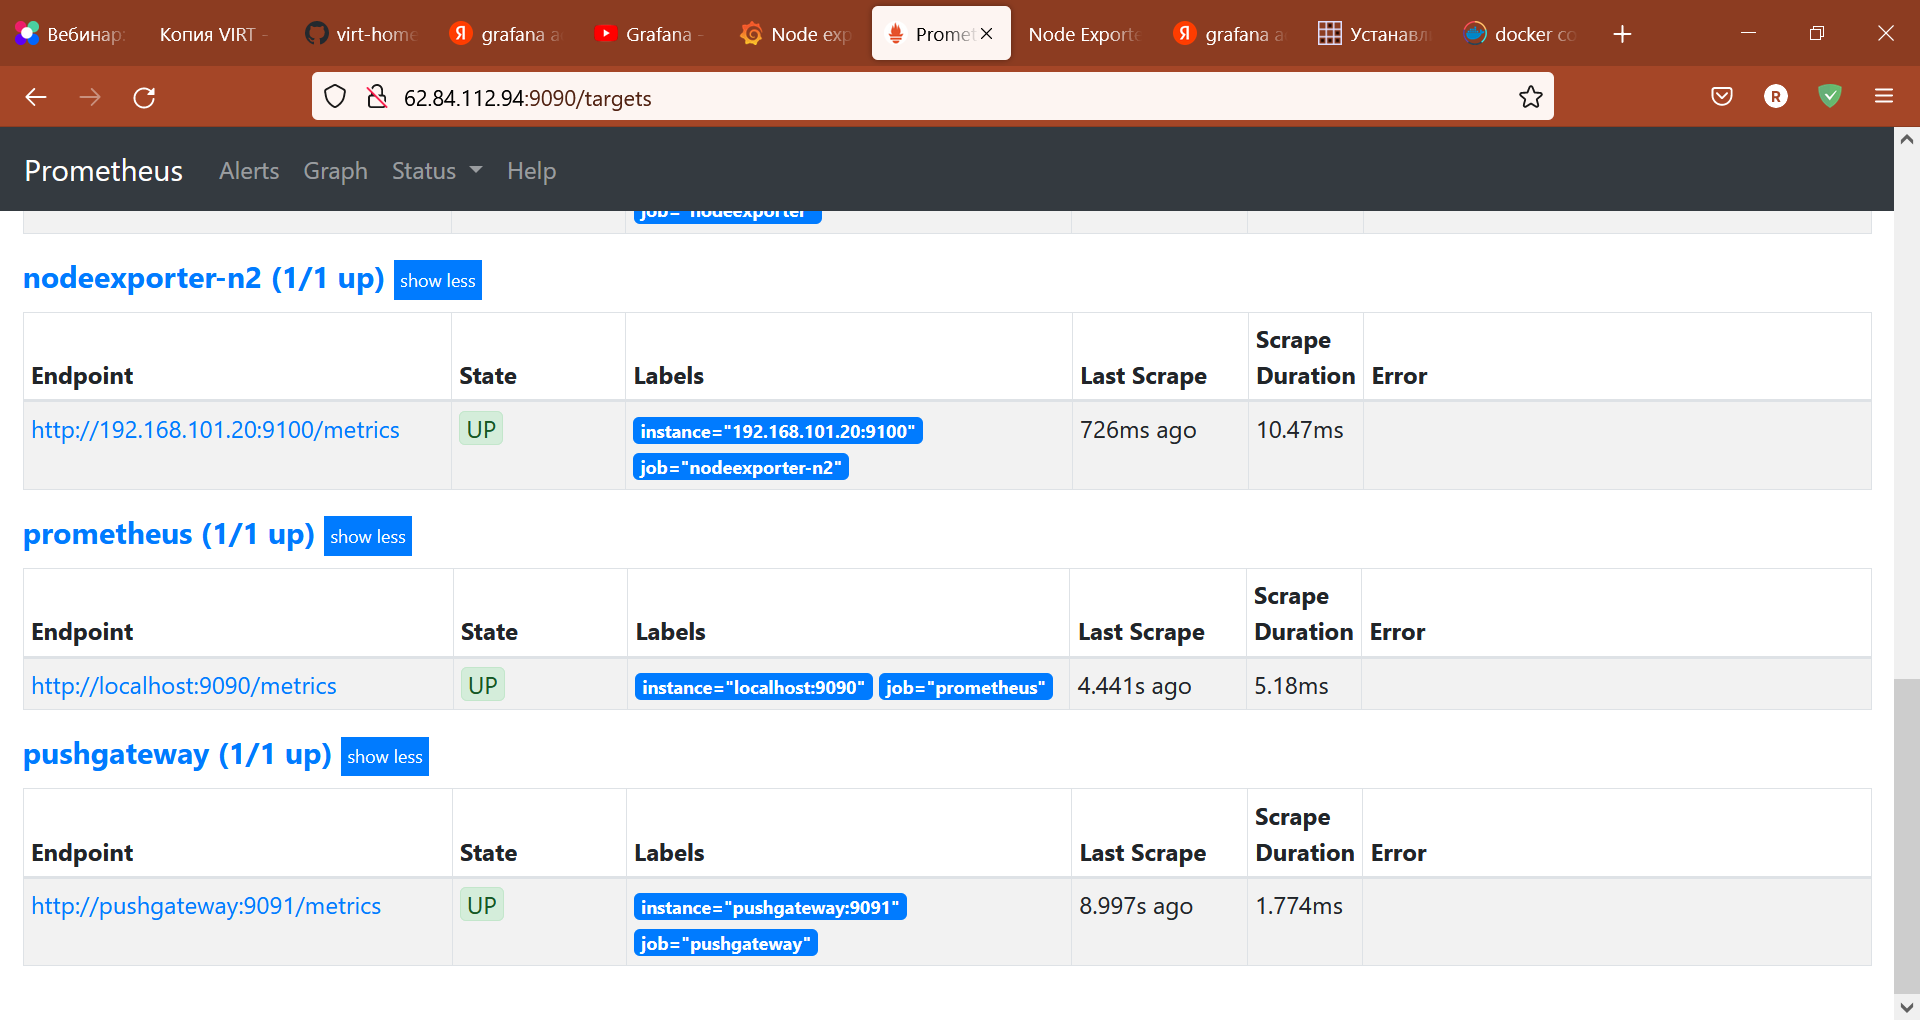 Вебинар:
Копия VIRT -
virt-home
grafana a
Grafana -
Node exp
Promet
Node Exporte
grafana a
Устанавл
docker co
62.84.112.94:9090/targets
Prometheus Alerts Graph Status Help
job="nodeexporter"
nodeexporter-n2 (1/1 up) show less
Endpoint State Labels Last Scrape Scrape Duration Error
http://192.168.101.20:9100/metrics UP instance="192.168.101.20:9100" 726ms ago 10.47ms
job="nodeexporter-n2"
prometheus (1/1 up) show less
Endpoint State Labels Last Scrape Scrape Duration Error
http://localhost:9090/metrics UP instance="localhost:9090" job="prometheus" 4.441s ago 5.18ms
pushgateway (1/1 up) show less
Endpoint State Labels Last Scrape Scrape Duration Error
http://pushgateway:9091/metrics UP instance="pushgateway:9091" 8.997s ago 1.774ms
job="pushgateway"